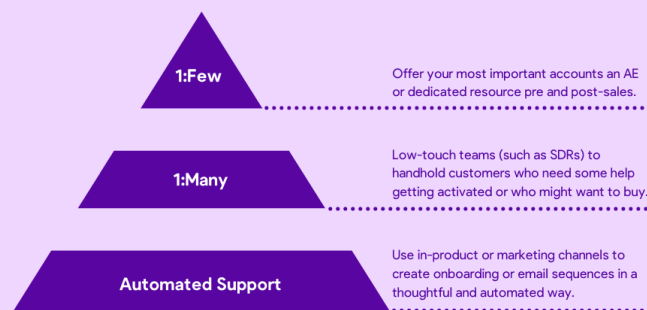 1:Few
Offer your most important accounts an AE
or dedicated resource pre and post-sales.
1:Many
Low-touch teams (such as SDRs) to
handhold customers who need some help
getting activated or who might want to buy.
Automated Support
Use in-product or marketing channels to
create onboarding or email sequences in a
thoughtful and automated way.